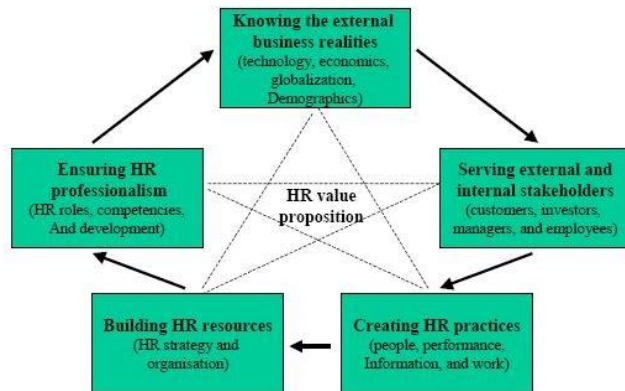 Knowing the external
business realities
(technology, economics,
globalization,
Demographics)
Ensuring HR
professionalism
(HR roles, competencies,
And development)
HR value
proposition
Serving external and
internal stakeholders
(customers, investors,
managers, and employees)
Building HR resources
(HR strategy and
organisation)
Creating HR practices
(people, performance,
Information, and work)